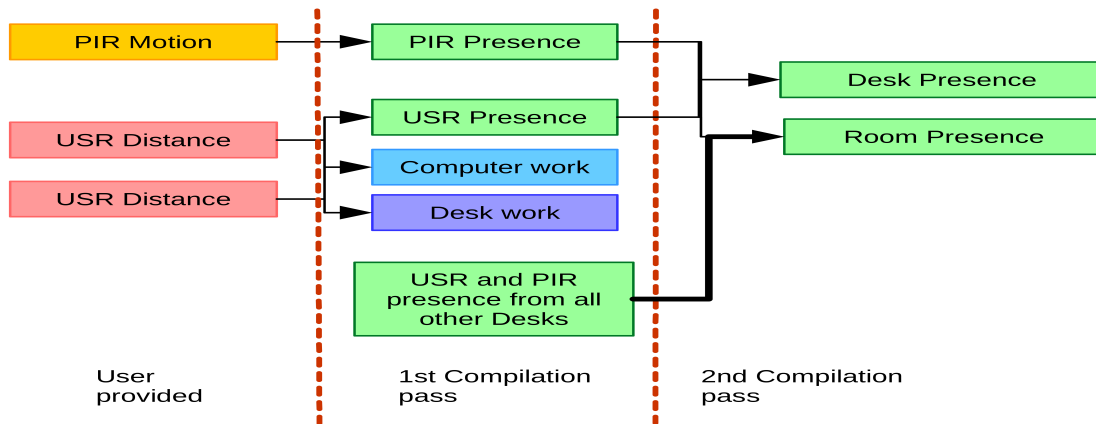 PIR Motion
PIR Presence
Desk Presence
USR Distance
USR Presence
Room Presence
Computer work
USR Distance
Desk work
USR and PIR
presence from all
other Desks
User
provided
1st Compilation
pass
2nd Compilation
pass